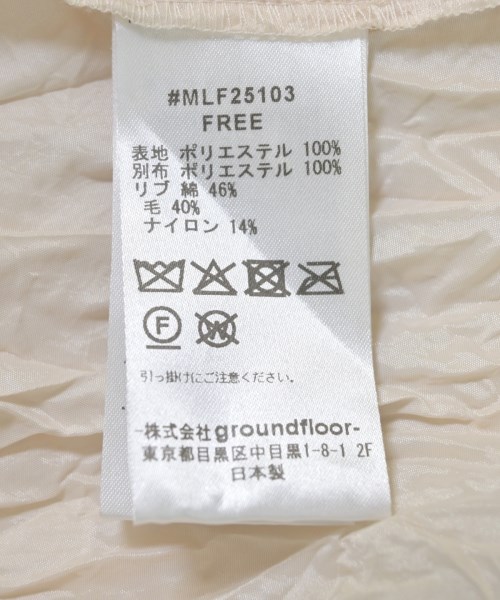 #MLF25103
FREE
表地 ポリエステル 100%
別布 ポリエステル 100%
リブ 綿 46%
毛 40%
ナイロン 14%
F W
引っ掛けにご注意ください。
-株式会社groundfloor-
東京都目黒区中目黒1-8-1 2F
日本製